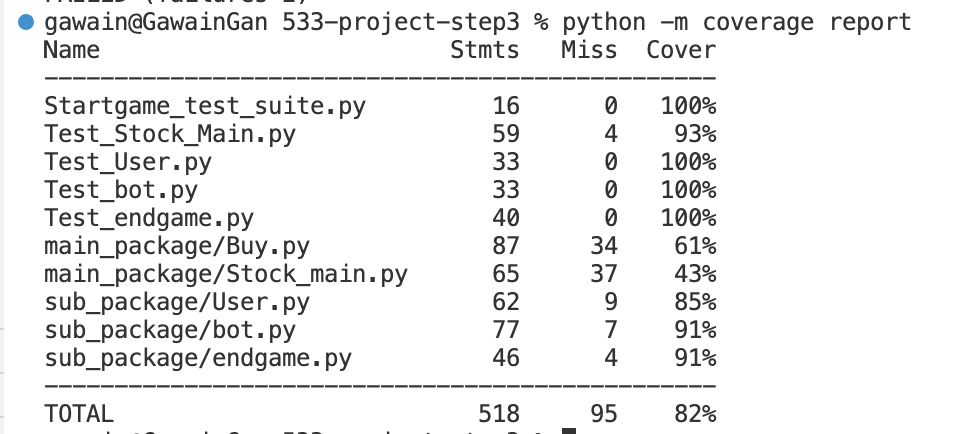 gawain@GawainGan 533-project-step3 % python -m coverage report
Name                             Stmts   Miss  Cover
----------------------------------------------------
Startgame_test_suite.py             16      0   100%
Test_Stock_Main.py                  59      4    93%
Test_User.py                        33      0   100%
Test_bot.py                         33      0   100%
Test_endgame.py                     40      0   100%
main_package/Buy.py                 87     34    61%
main_package/Stock_main.py          65     37    43%
sub_package/User.py                 62      9    85%
sub_package/bot.py                  77      7    91%
sub_package/endgame.py              46      4    91%
----------------------------------------------------
TOTAL                              518     95    82%